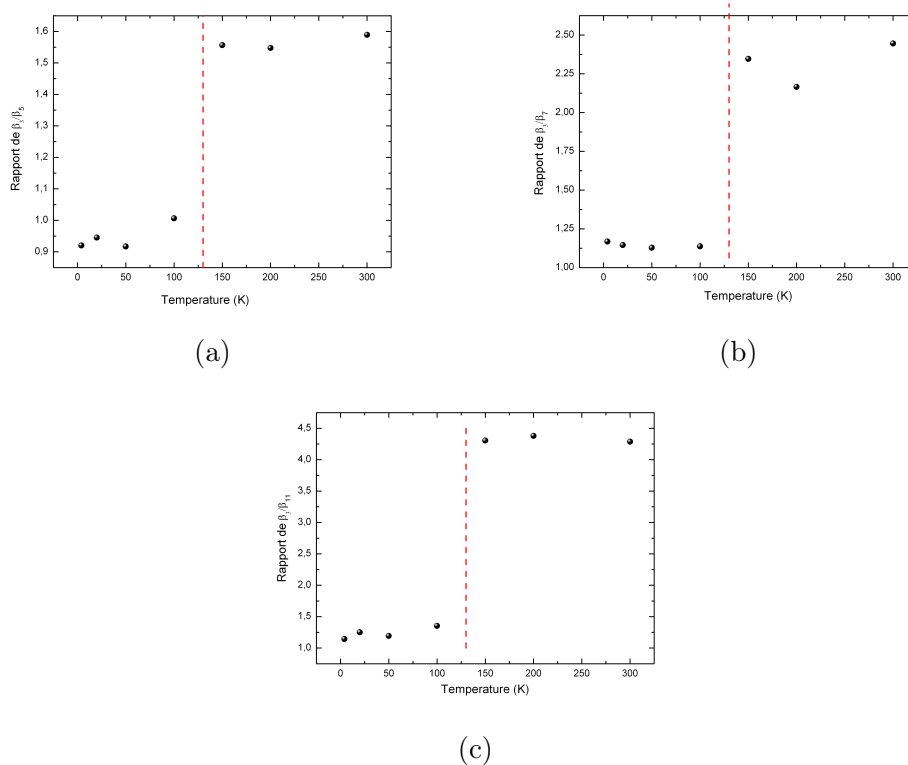 1,6
1,5
1,4
1,3
1,2
1,1
1,0
0,9
Rapport de β₃/β₅
0 50 100 150 200 250 300
Temperature (K)
(a)
2,50
2,25
2,00
1,75
1,50
1,25
1,00
Rapport de β₃/β₇
0 50 100 150 200 250 300
Temperature (K)
(b)
4,5
4,0
3,5
3,0
2,5
2,0
1,5
1,0
Rapport de β₃/β₁₁
0 50 100 150 200 250 300
Temperature (K)
(c)